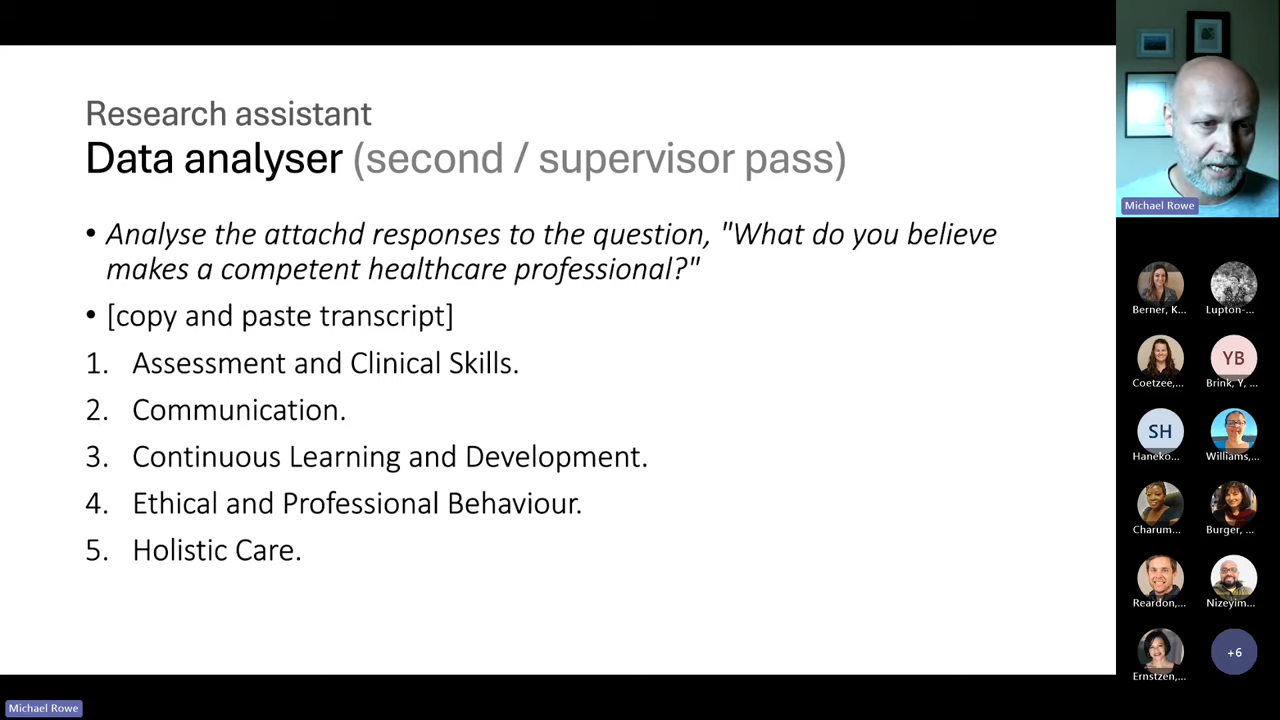 Research assistant
Data analyser (second / supervisor pass)
• Analyse the attachd responses to the question, "What do you believe
makes a competent healthcare professional?"
• [copy and paste transcript]
1. Assessment and Clinical Skills.
2. Communication.
3. Continuous Learning and Development.
4. Ethical and Professional Behaviour.
5. Holistic Care.
Michael Rowe
Berner, K...
Lupton-...
Coetzee,...
YB
Brink, Y, ...
SH
Haneko...
Williams,...
Charum...
Burger, ...
Reardon,...
Nizeyim...
Ernstzen,...
+6
Michael Rowe